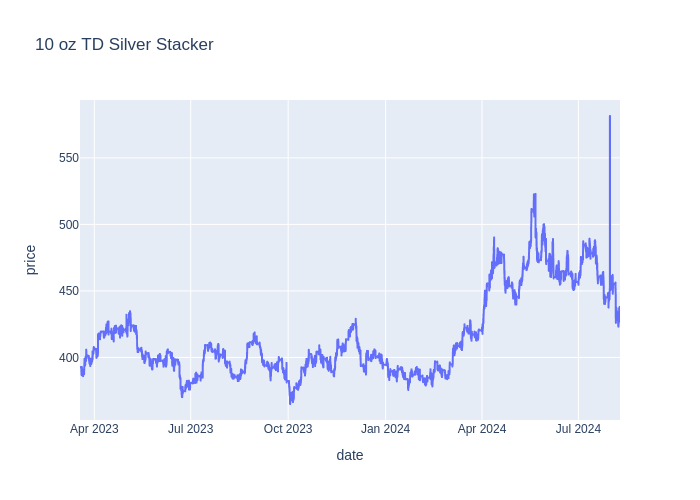 10 oz TD Silver Stacker
price
550
500
450
400
Apr 2023
Jul 2023
Oct 2023
Jan 2024
Apr 2024
Jul 2024
date